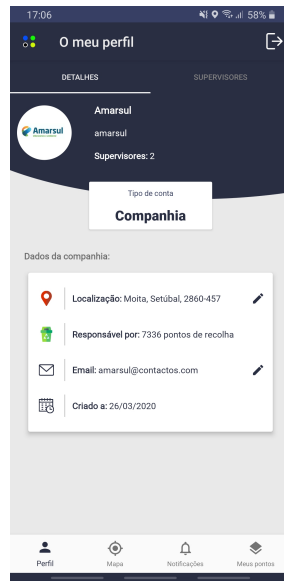 17:06
58%
O meu perfil
DETALHES
SUPERVISORES
Amarsul
Amarsul
amarsul
Supervisores: 2
Tipo de conta
Companhia
Dados da companhia:
Localização: Moita, Setúbal, 2860-457
Responsável por: 7336 pontos de recolha
Email: amarsul@contactos.com
Criado a: 26/03/2020
Perfil
Mapa
Notificações
Meus pontos